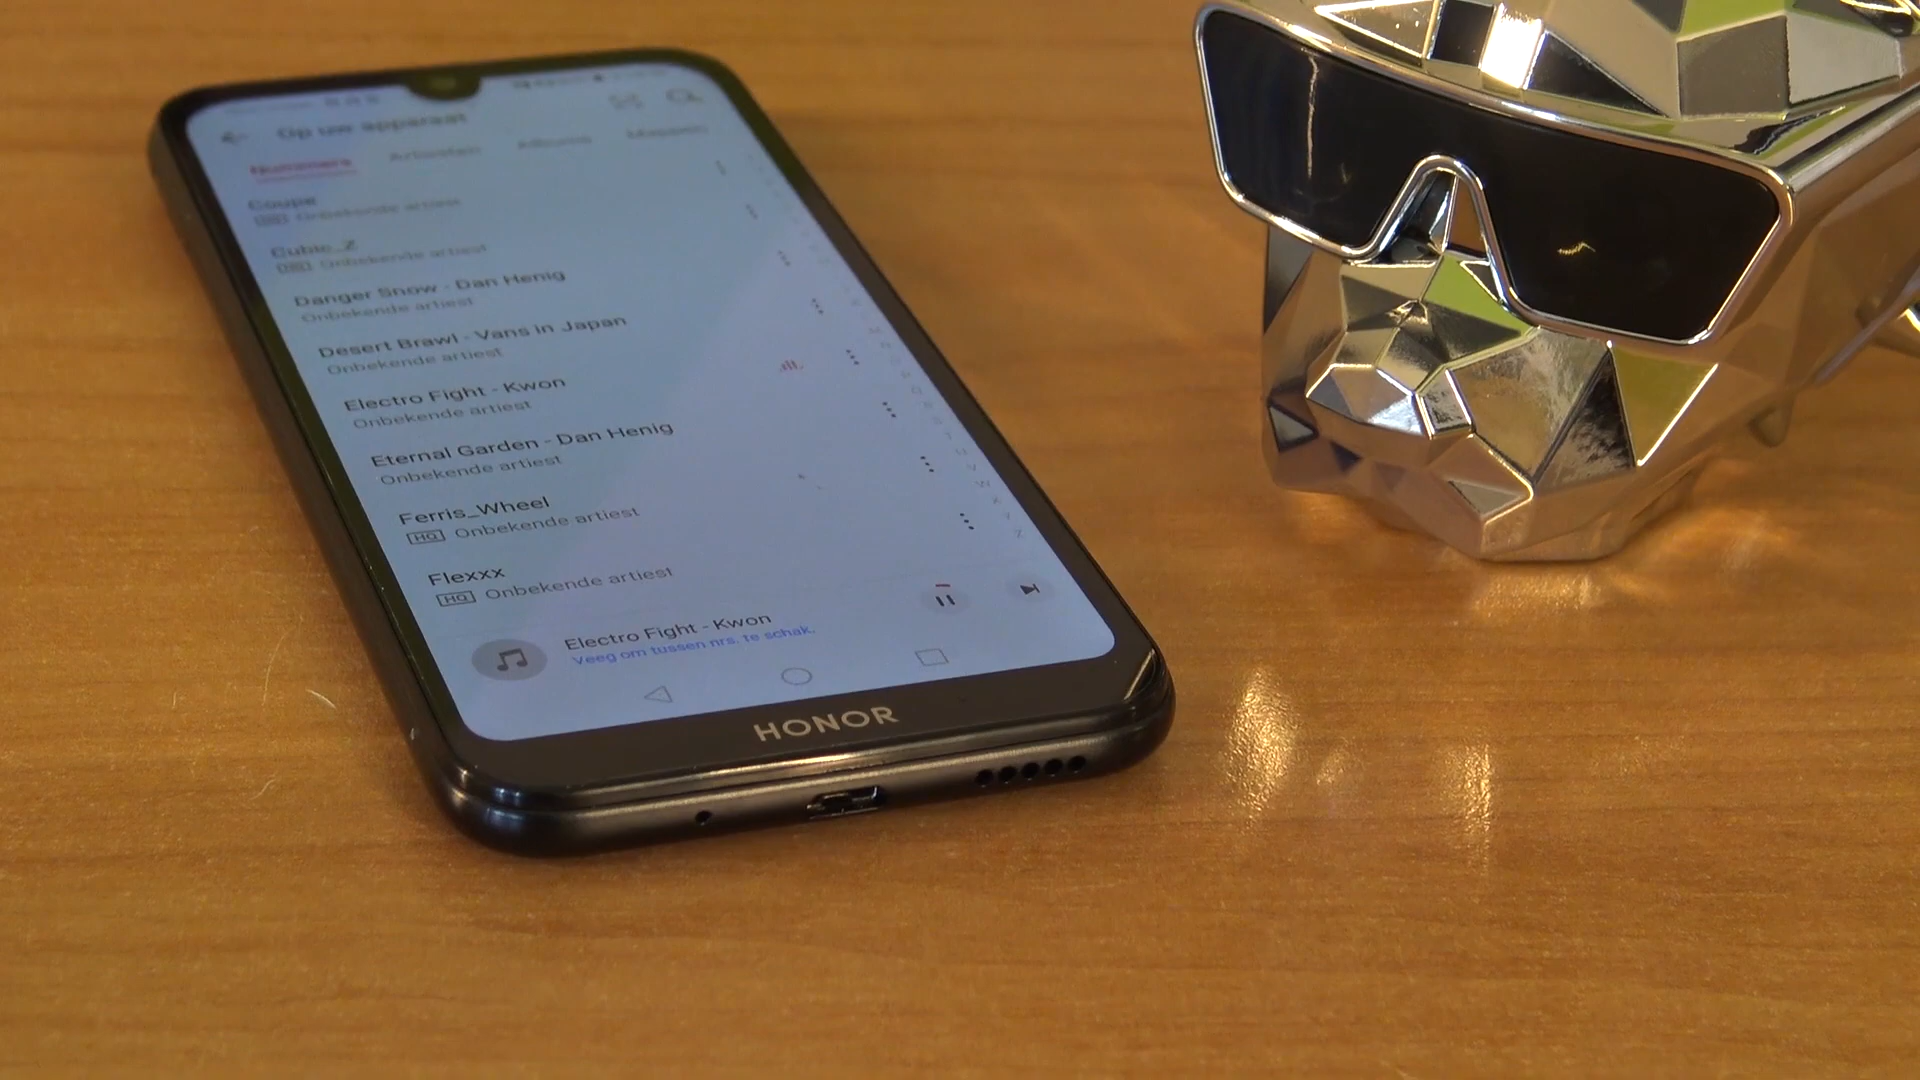 Op uw apparaat
Nummers Artiesten Albums Mappen
Coupe
Onbekende artiest
Cubic_Z
Onbekende artiest
Danger Snow - Dan Henig
Onbekende artiest
Desert Brawl - Vans in Japan
Onbekende artiest
Electro Fight - Kwon
Onbekende artiest
Eternal Garden - Dan Henig
Onbekende artiest
Ferris_Wheel
HQ Onbekende artiest
Flexxx
HQ Onbekende artiest
Electro Fight - Kwon
Veeg om tussen nrs. te schak.
HONOR